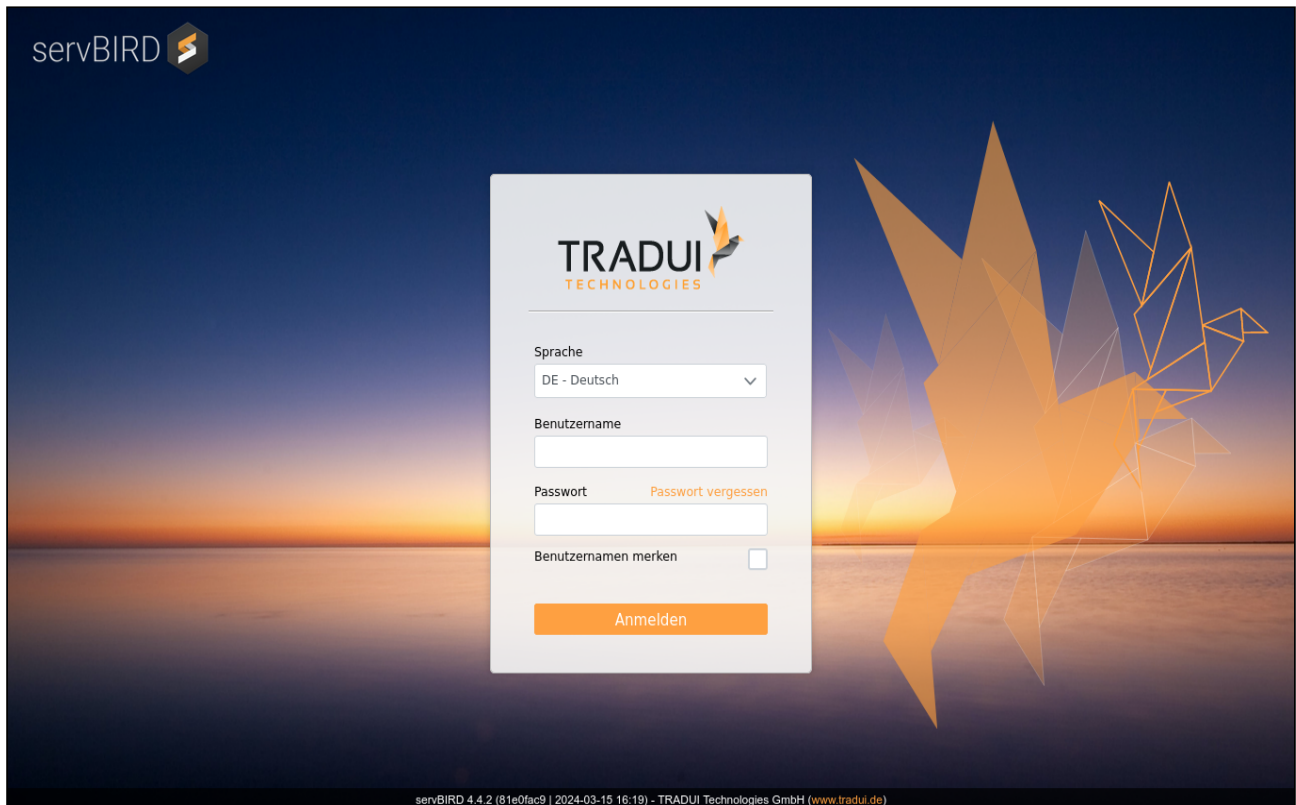 servBIRD
TRADUI
TECHNOLOGIES
Sprache
DE - Deutsch
Benutzername
Passwort Passwort vergessen
Benutzernamen merken
Anmelden
servBIRD 4.4.2 (81e0fac9 | 2024-03-15 16:19) - TRADUI Technologies GmbH (www.tradui.de)